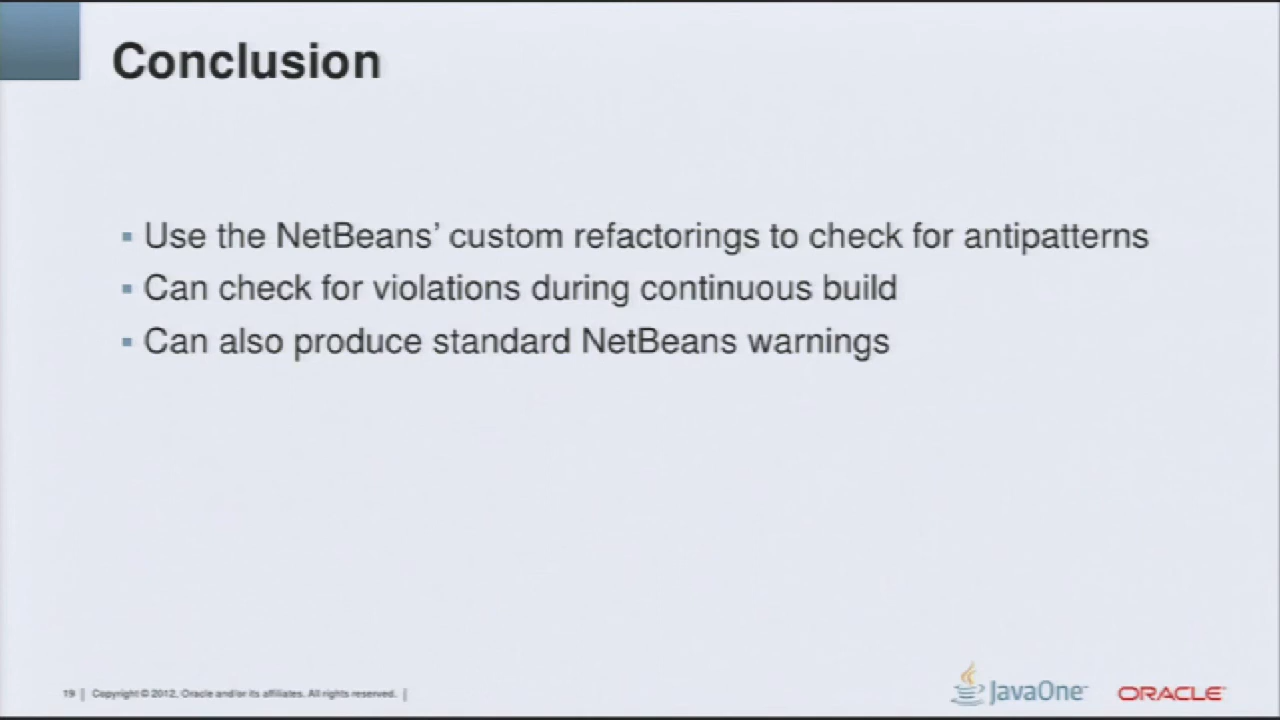 Conclusion
Use the NetBeans’ custom refactorings to check for antipatterns
Can check for violations during continuous build
Can also produce standard NetBeans warnings
19 | Copyright © 2012, Oracle and/or its affiliates. All rights reserved. |
JavaOne
ORACLE